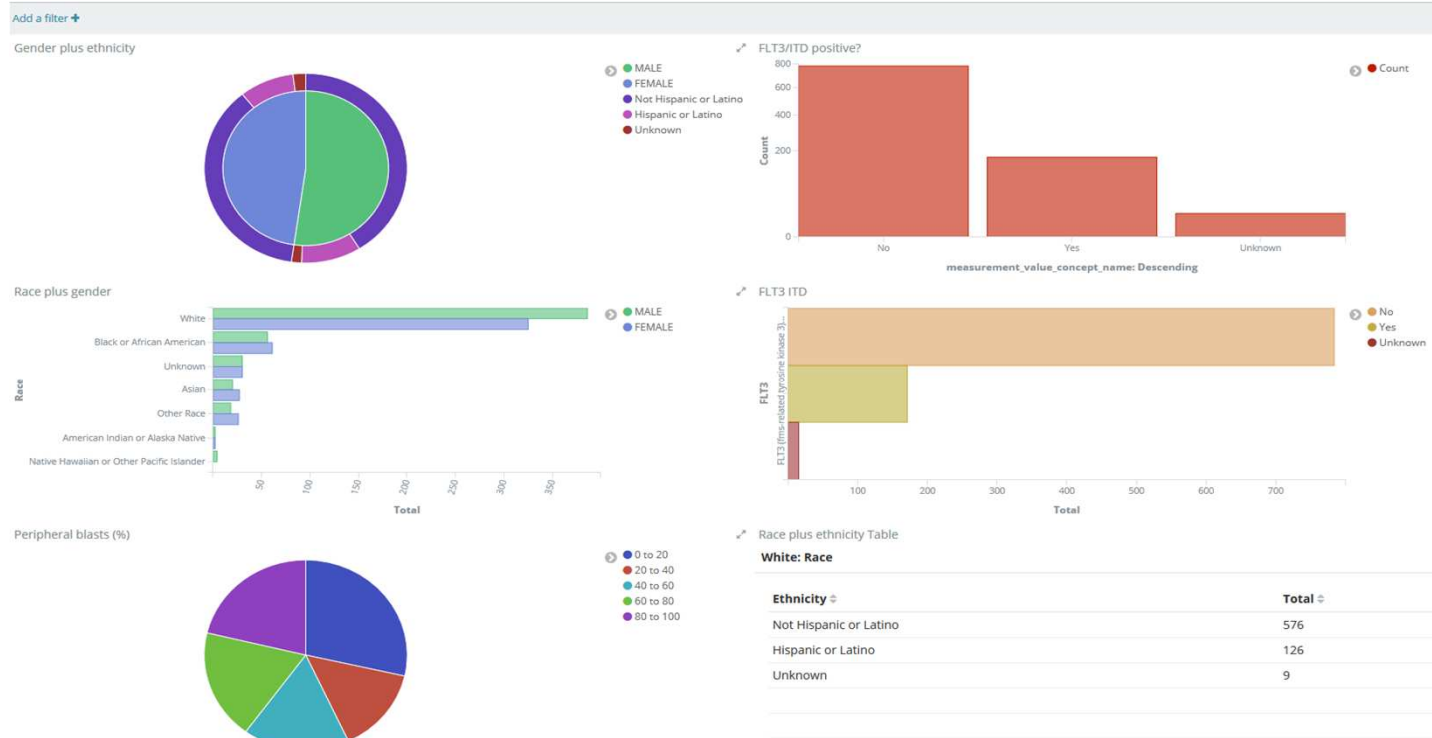 Add a filter +
Gender plus ethnicity
MALE
FEMALE
Not Hispanic or Latino
Hispanic or Latino
Unknown
FLT3/ITD positive?
800
600
400
200
0
Count
No
Yes
Unknown
measurement_value_concept_name: Descending
Count
Race plus gender
White
Black or African American
Unknown
Asian
Other Race
American Indian or Alaska Native
Native Hawaiian or Other Pacific Islander
Race
50
100
150
200
250
300
350
Total
MALE
FEMALE
FLT3 ITD
FLT3
FLT3 (fms-related tyrosine kinase 3)...
100
200
300
400
500
600
700
Total
No
Yes
Unknown
Peripheral blasts (%)
0 to 20
20 to 40
40 to 60
60 to 80
80 to 100
Race plus ethnicity Table
White: Race
Ethnicity Total
Not Hispanic or Latino 576
Hispanic or Latino 126
Unknown 9